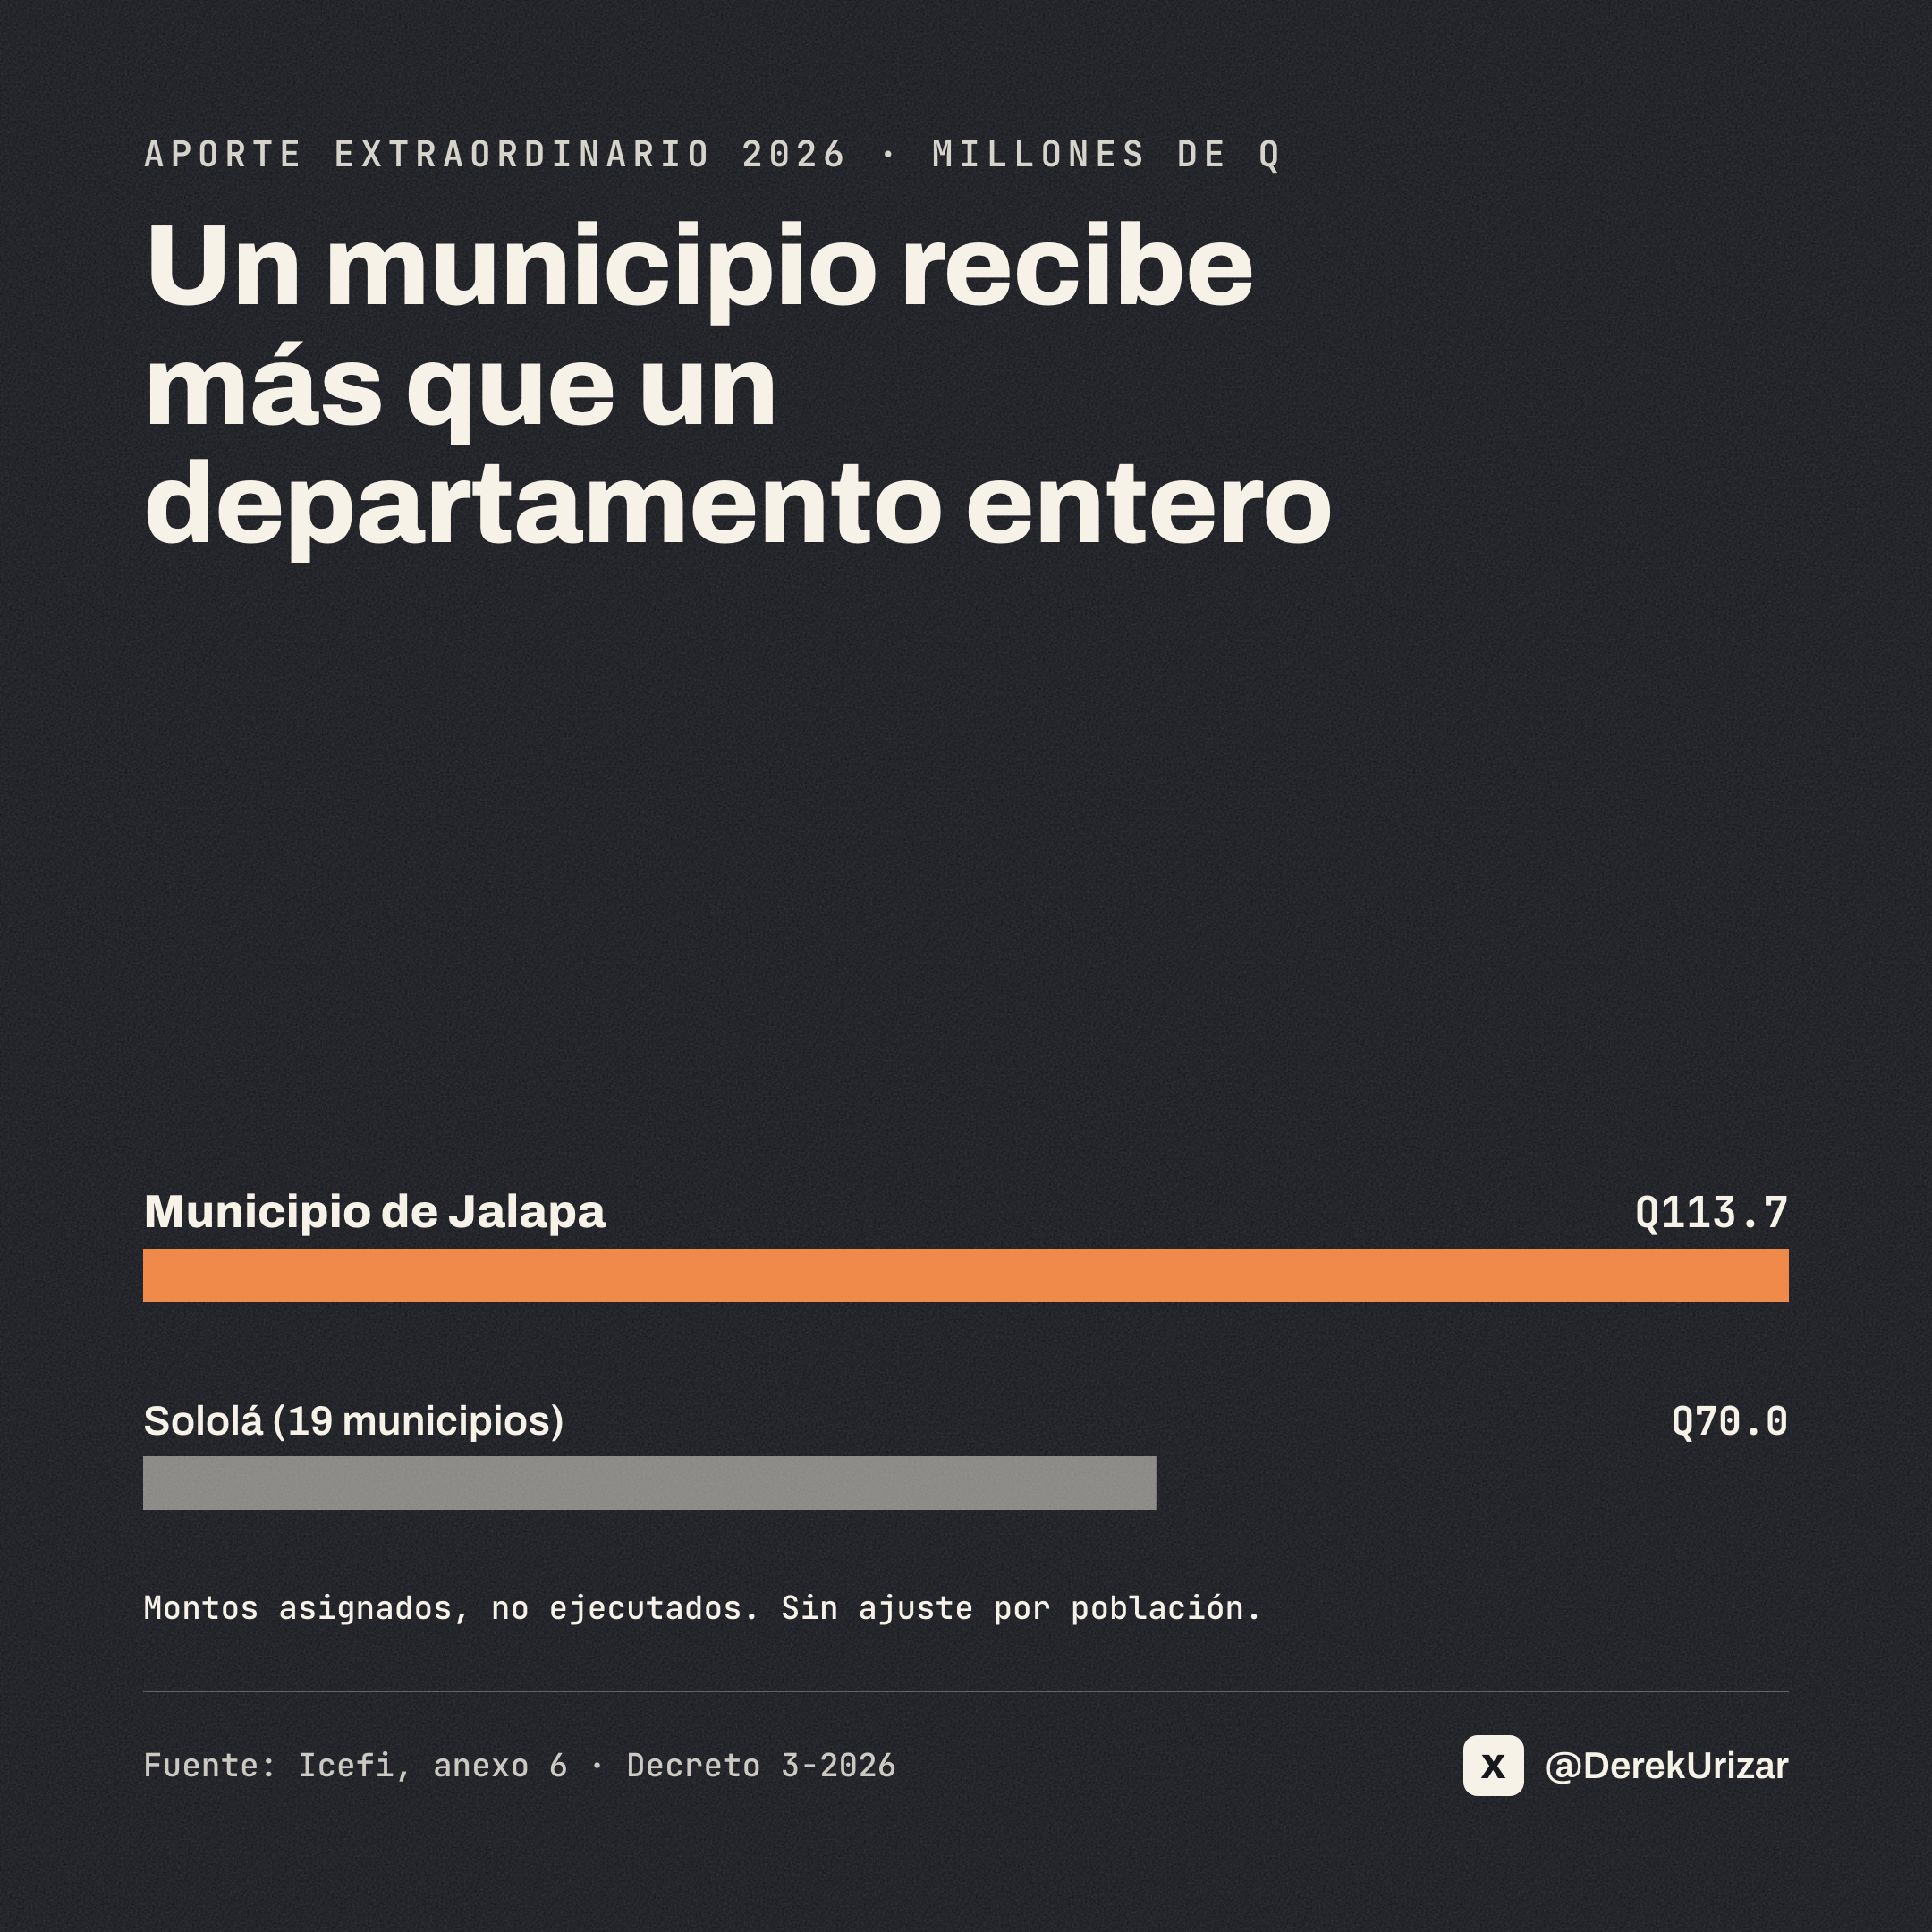 APORTE EXTRAORDINARIO 2026 · MILLONES DE Q
Un municipio recibe
más que un
departamento entero
Municipio de Jalapa Q113.7
Sololá (19 municipios) Q70.0
Montos asignados, no ejecutados. Sin ajuste por población.
Fuente: Icefi, anexo 6 · Decreto 3-2026
X @DerekUrizar